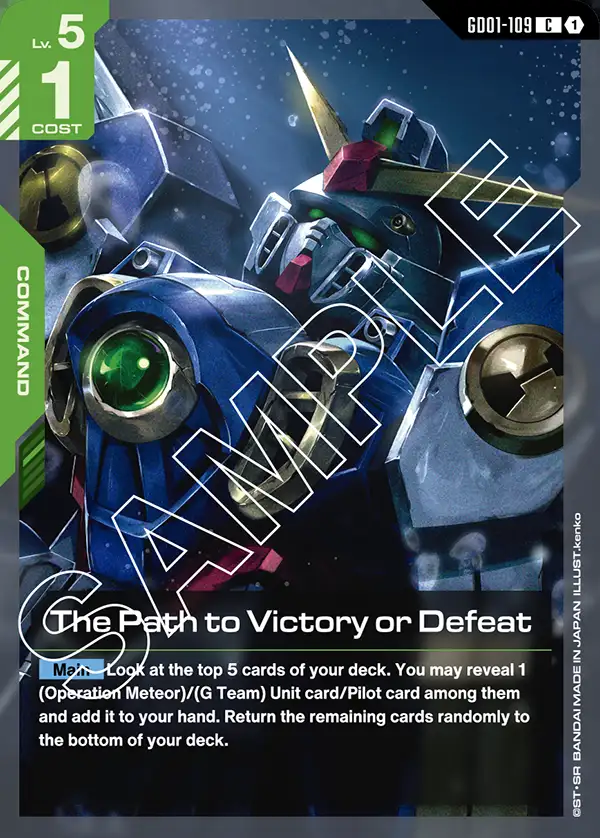 Lv. 5
1
COST
GD01-109 C 1
COMMAND
SAMPLE
The Path to Victory or Defeat
Main Look at the top 5 cards of your deck. You may reveal 1
(Operation Meteor)/(G Team) Unit card/Pilot card among them
and add it to your hand. Return the remaining cards randomly to
the bottom of your deck.
©ST・SR BANDAI MADE IN JAPAN ILLUST.kenko